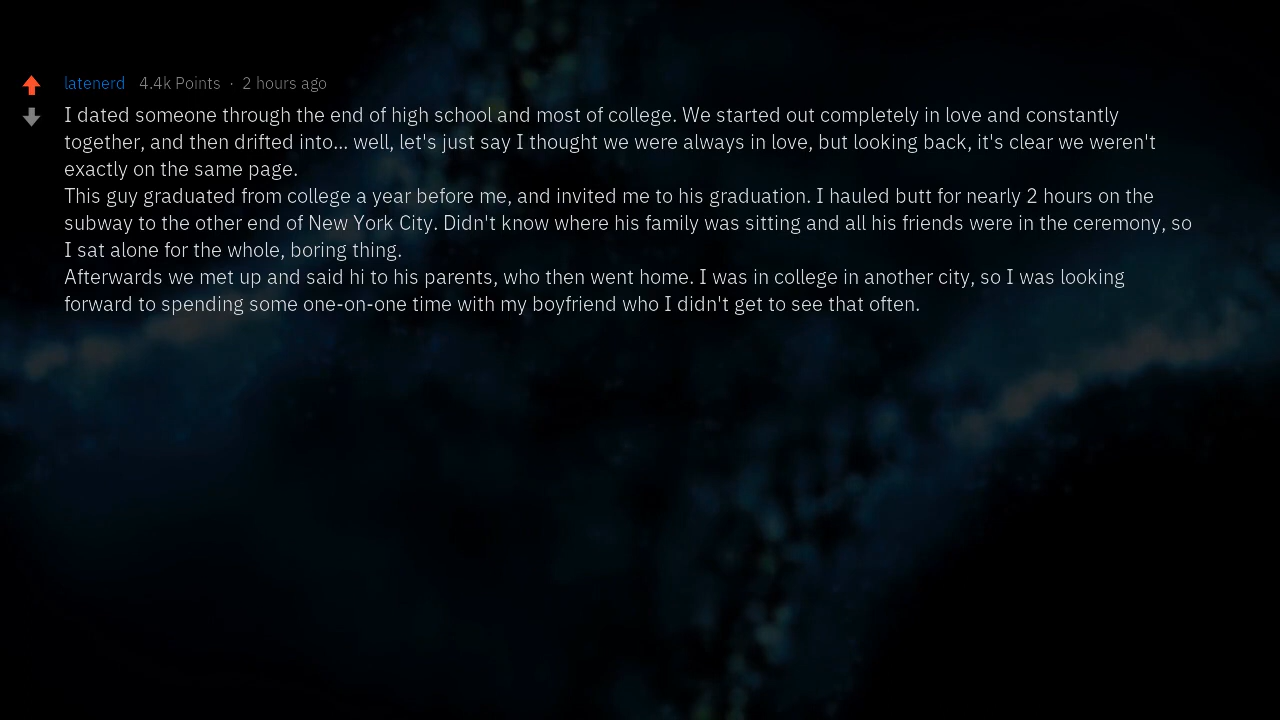 latenerd 4.4k Points · 2 hours ago
I dated someone through the end of high school and most of college. We started out completely in love and constantly
together, and then drifted into... well, let's just say I thought we were always in love, but looking back, it's clear we weren't
exactly on the same page.
This guy graduated from college a year before me, and invited me to his graduation. I hauled butt for nearly 2 hours on the
subway to the other end of New York City. Didn't know where his family was sitting and all his friends were in the ceremony, so
I sat alone for the whole, boring thing.
Afterwards we met up and said hi to his parents, who then went home. I was in college in another city, so I was looking
forward to spending some one-on-one time with my boyfriend who I didn't get to see that often.